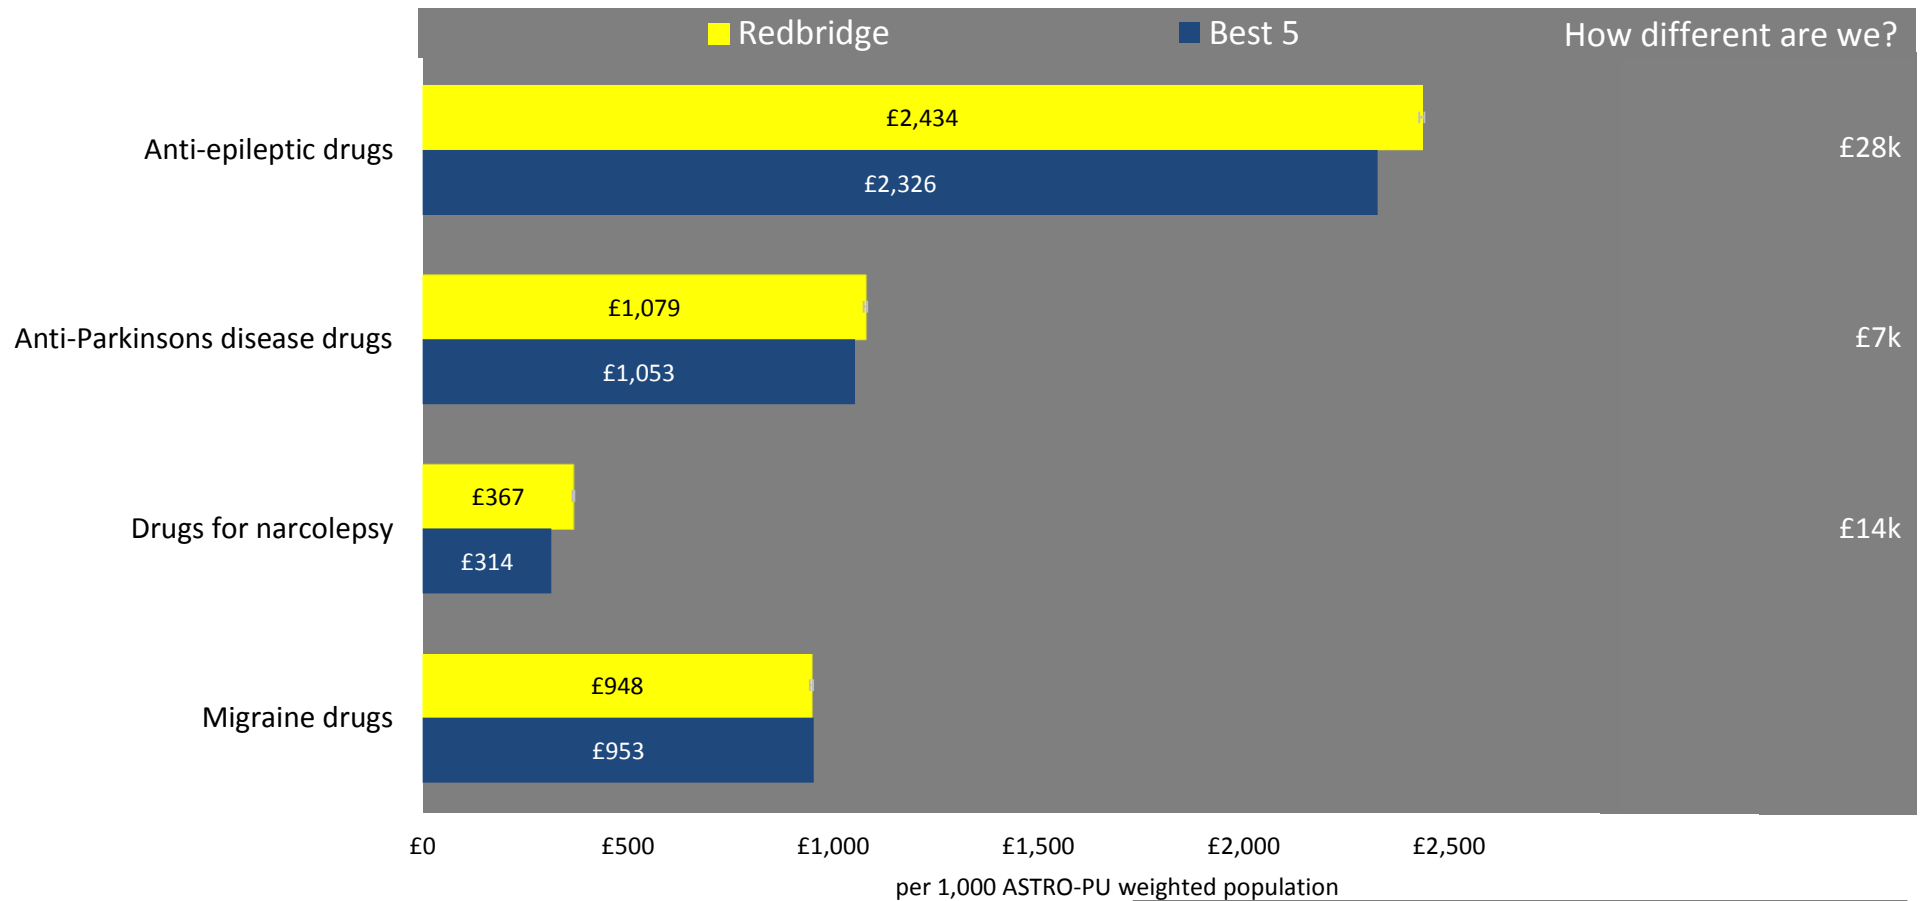 Redbridge Best 5 How different are we?
Anti-epileptic drugs £2,434 £28k
£2,326
Anti-Parkinsons disease drugs £1,079 £7k
£1,053
Drugs for narcolepsy £367 £14k
£314
Migraine drugs £948
£953
£0 £500 £1,000 £1,500 £2,000 £2,500
per 1,000 ASTRO-PU weighted population